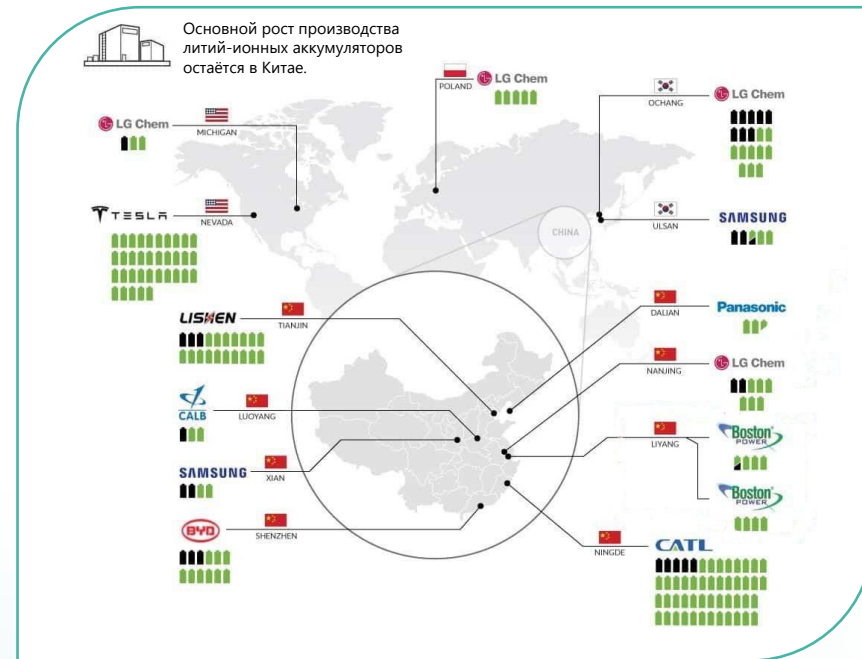 Основной рост производства
литий-ионных аккумуляторов
остаётся в Китае.
POLAND
LG Chem
OCHANG
LG Chem
LG Chem
MICHIGAN
TESLA
NEVADA
ULSAN
SAMSUNG
CHINA
LISHEN
TIANJIN
DALIAN
Panasonic
NANJING
LG Chem
CALB
LUOYANG
LIYANG
Boston
POWER
SAMSUNG
XIAN
Boston
POWER
BYD
SHENZHEN
NINGDE
CATL